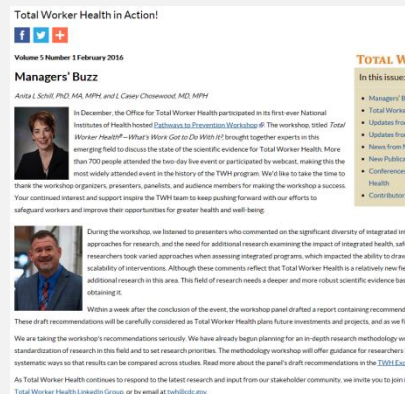 Total Worker Health in Action!
Volume 5 Number 1 February 2016
Managers' Buzz
Anita L Schill, PhD, MA, MPH, and L Casey Chosewood, MD, MPH
In December, the Office for Total Worker Health participated in its first-ever National
Institutes of Health hosted Pathways to Prevention Workshop. The workshop, titled Total
Worker Health®—What's Work Got to Do With It?, brought together experts in this
emerging field to discuss the state of the scientific evidence for Total Worker Health. More
than 700 people attended the two-day live event or participated by webcast, making this the
most widely attended event in the history of the TWH program. We'd like to take the time to
thank the workshop organizers, presenters, panelists, and audience members for making the workshop a success.
Your continued interest and support inspire the TWH team to keep pushing forward with our efforts to
safeguard workers and improve their opportunities for greater health and well-being.
During the workshop, we listened to presenters who commented on the significant diversity of integrated in
approaches for research, and the need for additional research examining the impact of integrated health, saf
researchers took varied approaches when assessing integrated programs, which impacted the ability to draw
scalability of interventions. Although these comments reflect that Total Worker Health is a relatively new fie
additional research in this area. This field of research needs a deeper and more robust scientific evidence bas
obtaining it.
Within a week after the conclusion of the event, the workshop panel drafted a report containing recommend
These draft recommendations will be carefully considered as Total Worker Health plans future investments and projects, and as we fi
We are taking the workshop's recommendations seriously. We have already begun planning for an in-depth research methodology wo
standardization of research in this field and to set research priorities. The methodology workshop will offer guidance for researchers
systematic ways so that results can be compared across studies. Read more about the panel's draft recommendations in the TWH Exc
As Total Worker Health continues to respond to the latest research and input from our stakeholder community, we invite you to join i
Total Worker Health LinkedIn Group, or by email at twh@cdc.gov.
TOTAL W
In this issue:
Managers' B
Total Worke
Updates fro
Updates fro
News from
New Publica
Conferences
Health
Contributor